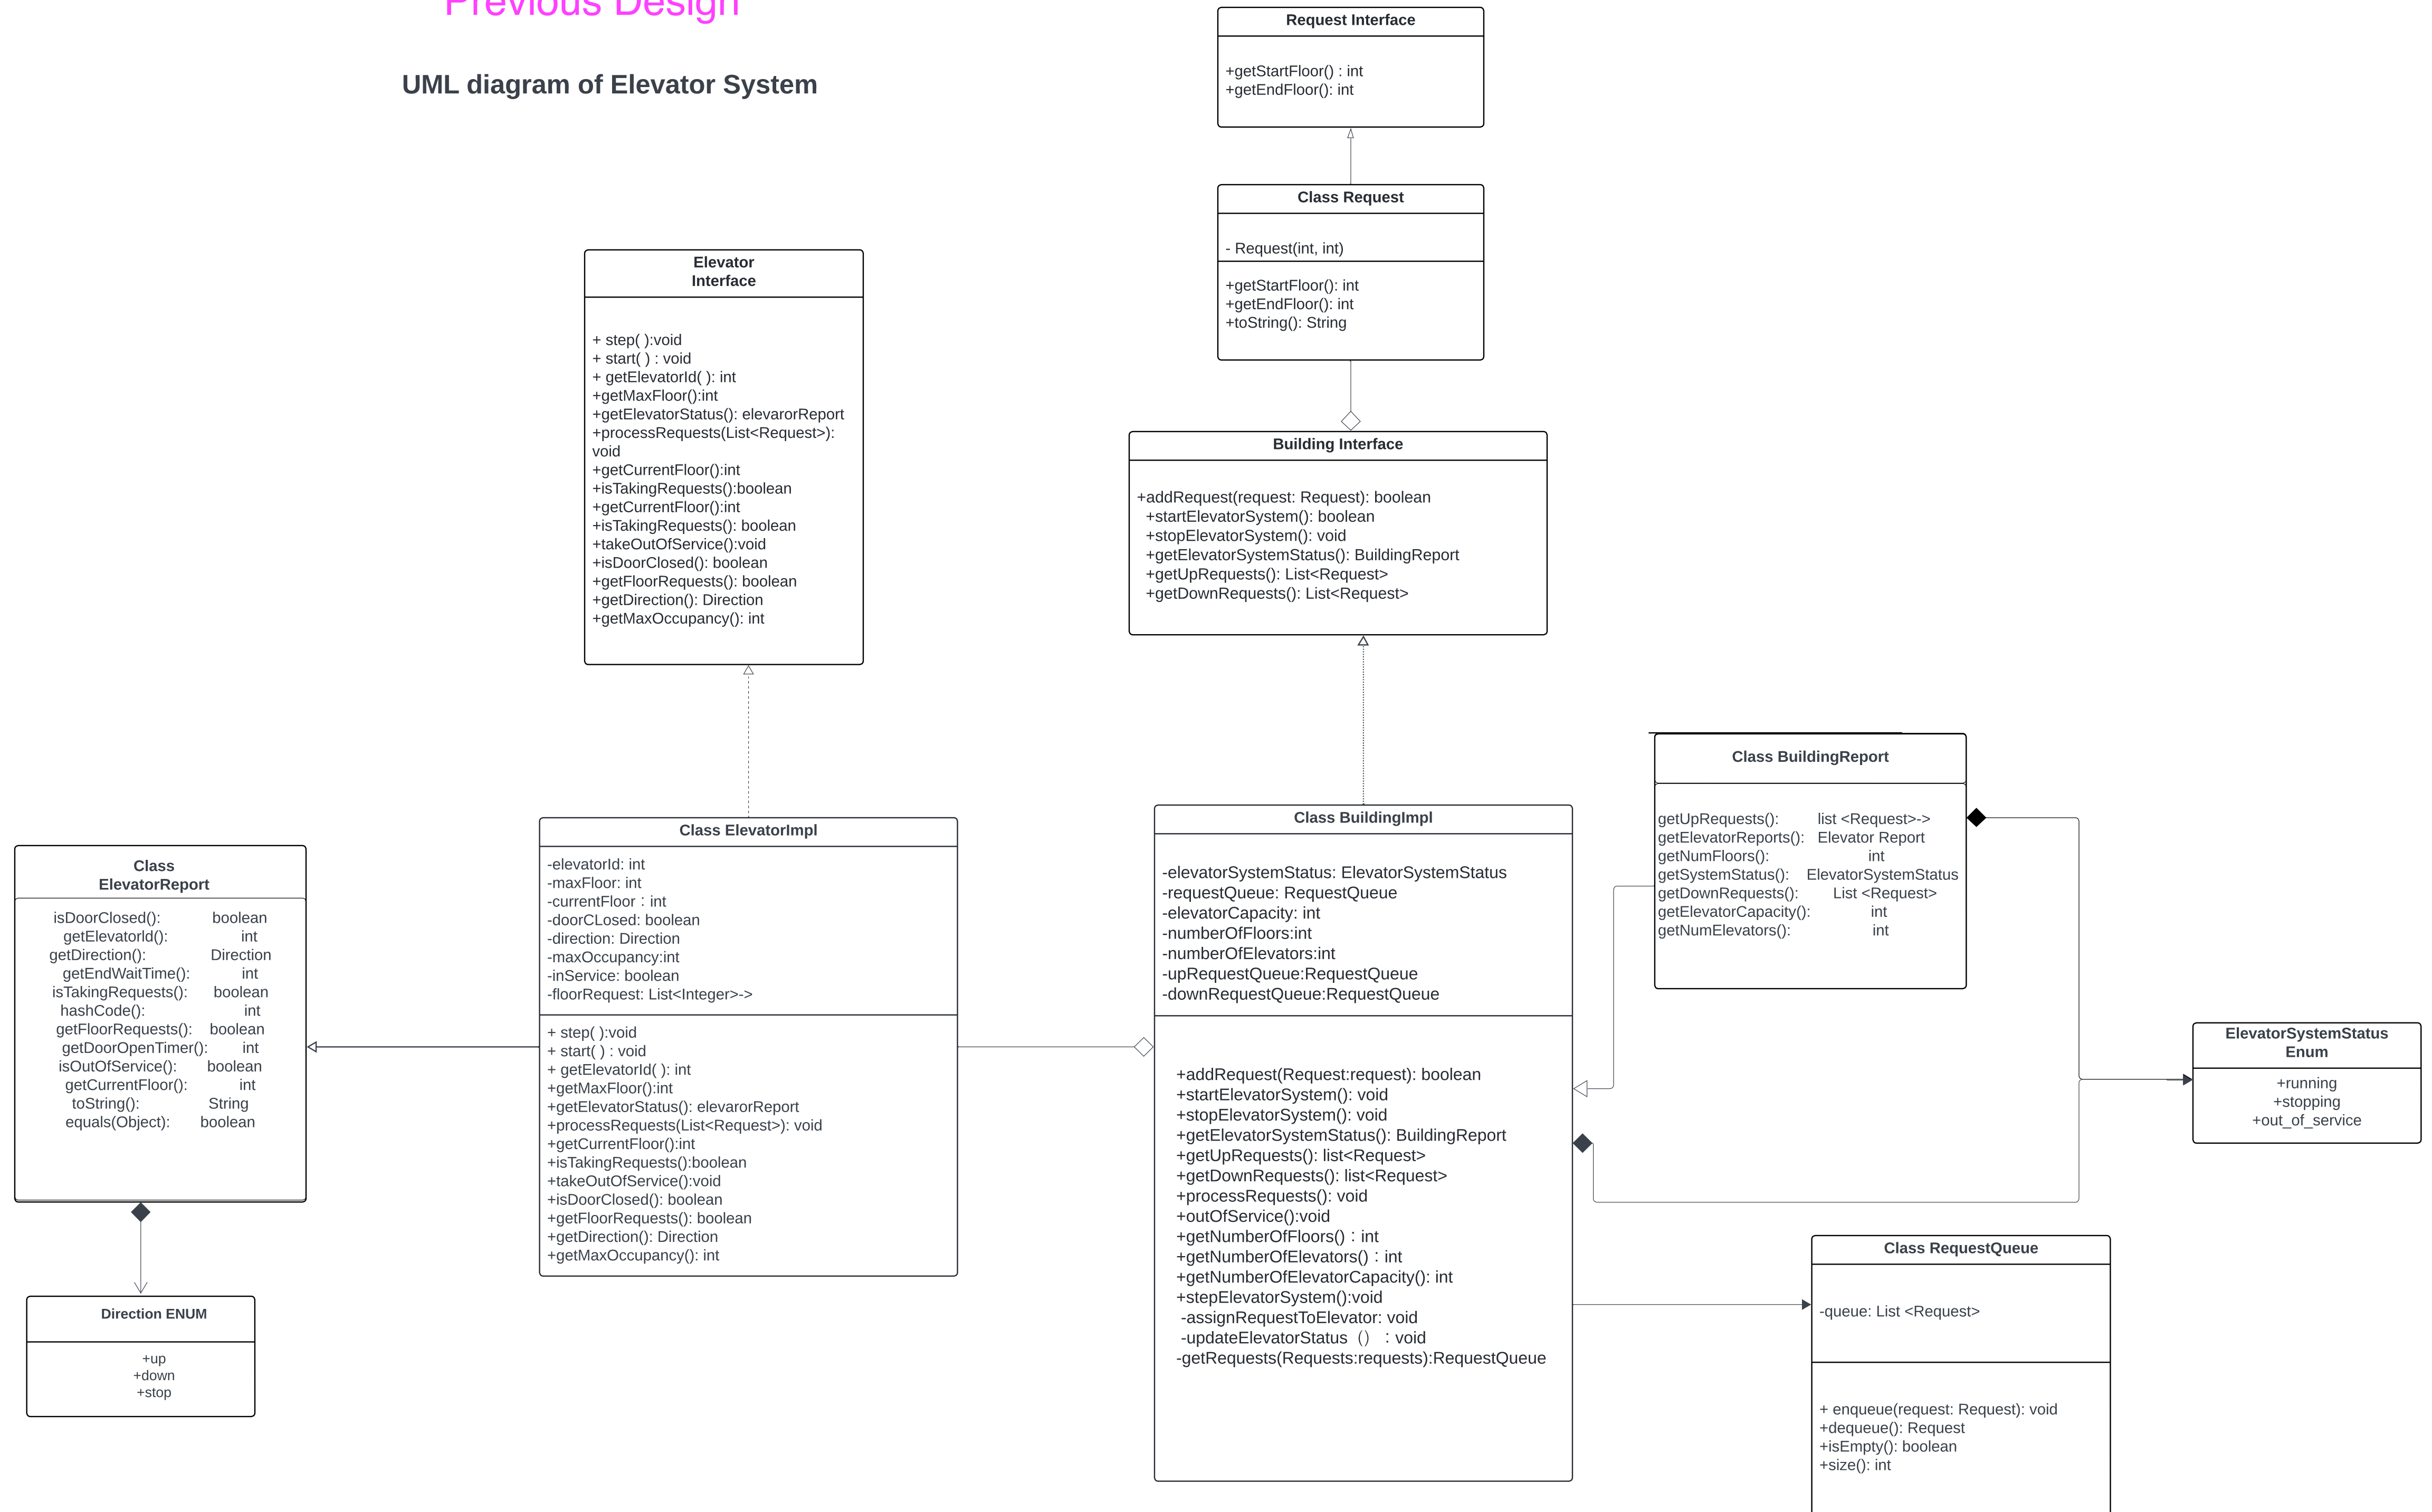 Previous Design
UML diagram of Elevator System
Request Interface
+getStartFloor() : int
+getEndFloor(): int
Class Request
- Request(int, int)
+getStartFloor(): int
+getEndFloor(): int
+toString(): String
Elevator
Interface
+ step( ):void
+ start( ) : void
+ getElevatorId( ): int
+getMaxFloor():int
+getElevatorStatus(): elevarorReport
+processRequests(List<Request>):
void
+getCurrentFloor():int
+isTakingRequests():boolean
+getCurrentFloor():int
+isTakingRequests(): boolean
+takeOutOfService():void
+isDoorClosed(): boolean
+getFloorRequests(): boolean
+getDirection(): Direction
+getMaxOccupancy(): int
Building Interface
+addRequest(request: Request): boolean
+startElevatorSystem(): boolean
+stopElevatorSystem(): void
+getElevatorSystemStatus(): BuildingReport
+getUpRequests(): List<Request>
+getDownRequests(): List<Request>
Class BuildingReport
getUpRequests(): list <Request>->
getElevatorReports(): Elevator Report
getNumFloors(): int
getSystemStatus(): ElevatorSystemStatus
getDownRequests(): List <Request>
getElevatorCapacity(): int
getNumElevators(): int
Class
ElevatorReport
isDoorClosed(): boolean
getElevatorld(): int
getDirection(): Direction
getEndWaitTime(): int
isTakingRequests(): boolean
hashCode(): int
getFloorRequests(): boolean
getDoorOpenTimer(): int
isOutOfService(): boolean
getCurrentFloor(): int
toString(): String
equals(Object): boolean
Class ElevatorImpl
-elevatorId: int
-maxFloor: int
-currentFloor：int
-doorCLosed: boolean
-direction: Direction
-maxOccupancy:int
-inService: boolean
-floorRequest: List<Integer>->
+ step( ):void
+ start( ) : void
+ getElevatorId( ): int
+getMaxFloor():int
+getElevatorStatus(): elevarorReport
+processRequests(List<Request>): void
+getCurrentFloor():int
+isTakingRequests():boolean
+takeOutOfService():void
+isDoorClosed(): boolean
+getFloorRequests(): boolean
+getDirection(): Direction
+getMaxOccupancy(): int
Class BuildingImpl
-elevatorSystemStatus: ElevatorSystemStatus
-requestQueue: RequestQueue
-elevatorCapacity: int
-numberOfFloors:int
-numberOfElevators:int
-upRequestQueue:RequestQueue
-downRequestQueue:RequestQueue
+addRequest(Request:request): boolean
+startElevatorSystem(): void
+stopElevatorSystem(): void
+getElevatorSystemStatus(): BuildingReport
+getUpRequests(): list<Request>
+getDownRequests(): list<Request>
+processRequests(): void
+outOfService():void
+getNumberOfFloors()：int
+getNumberOfElevators()：int
+getNumberOfElevatorCapacity(): int
+stepElevatorSystem():void
-assignRequestToElevator: void
-updateElevatorStatus（）：void
-getRequests(Requests:requests):RequestQueue
ElevatorSystemStatus
Enum
+running
+stopping
+out_of_service
Direction ENUM
+up
+down
+stop
Class RequestQueue
-queue: List <Request>
+ enqueue(request: Request): void
+dequeue(): Request
+isEmpty(): boolean
+size(): int